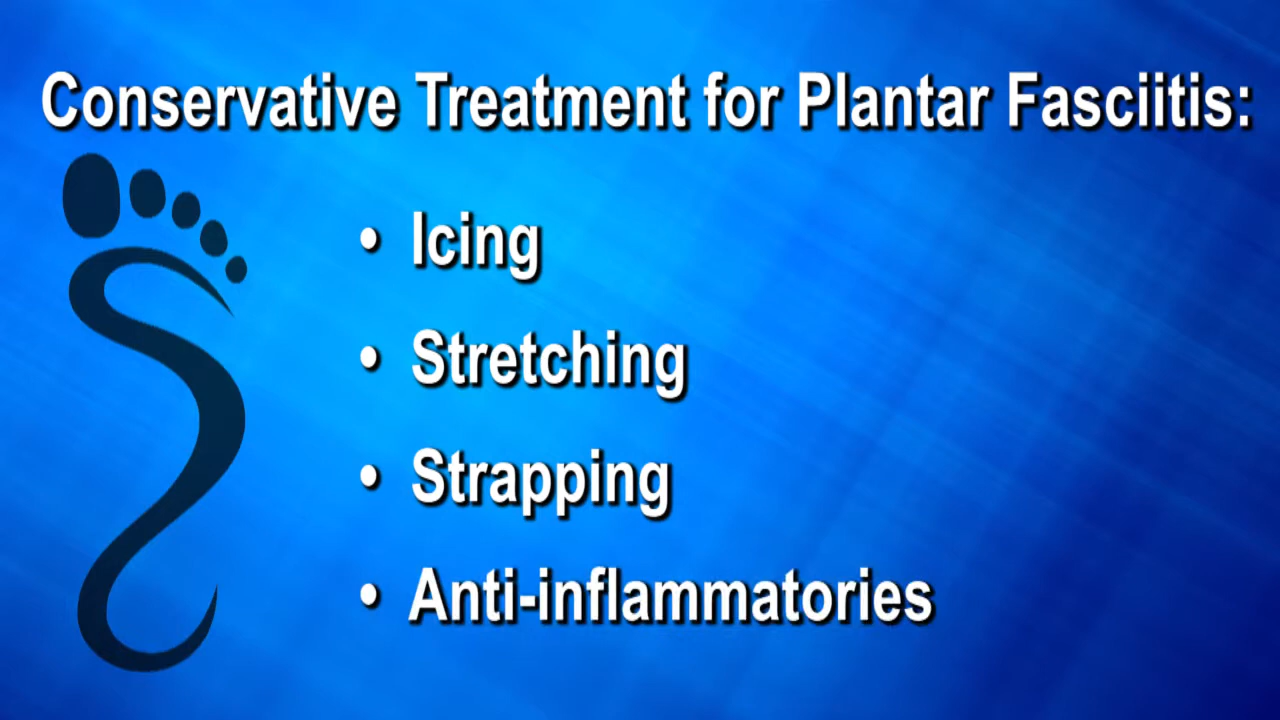 Conservative Treatment for Plantar Fasciitis:
• Icing
• Stretching
• Strapping
• Anti-inflammatories